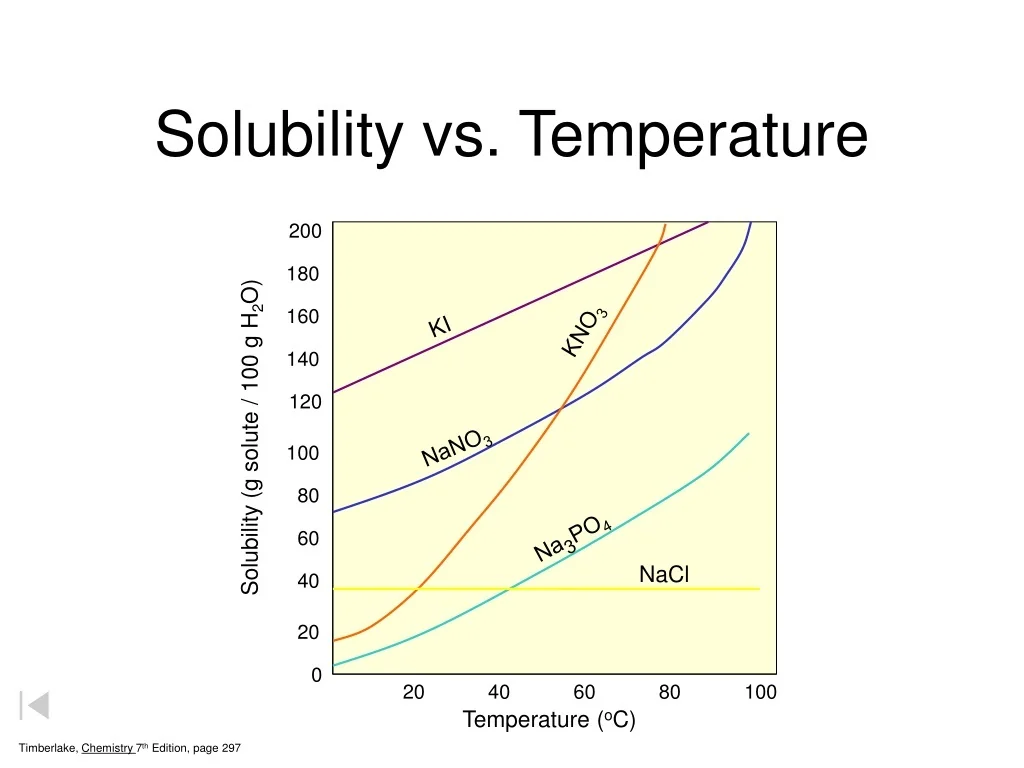 Solubility vs. Temperature
200
180
160
140
120
100
80
60
40
20
0
Solubility (g solute / 100 g H₂O)
KI
KNO₃
NaNO₃
Na₃PO₄
NaCl
20 40 60 80 100
Temperature (ºC)
Timberlake, Chemistry 7ᵗʰ Edition, page 297